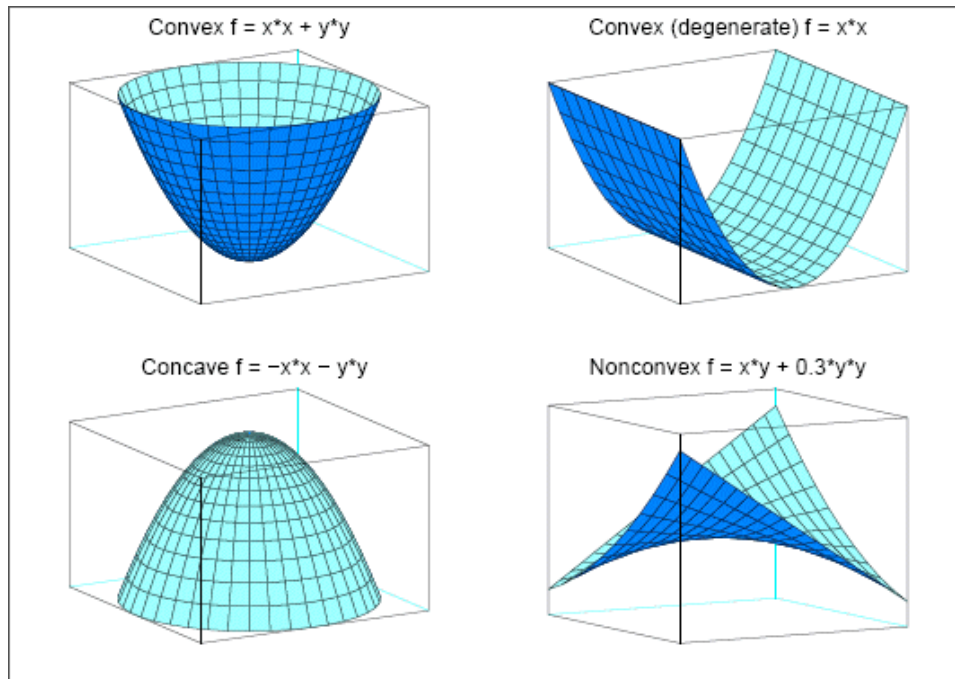 Convex f = x*x + y*y
Convex (degenerate) f = x*x
Concave f = −x*x − y*y
Nonconvex f = x*y + 0.3*y*y